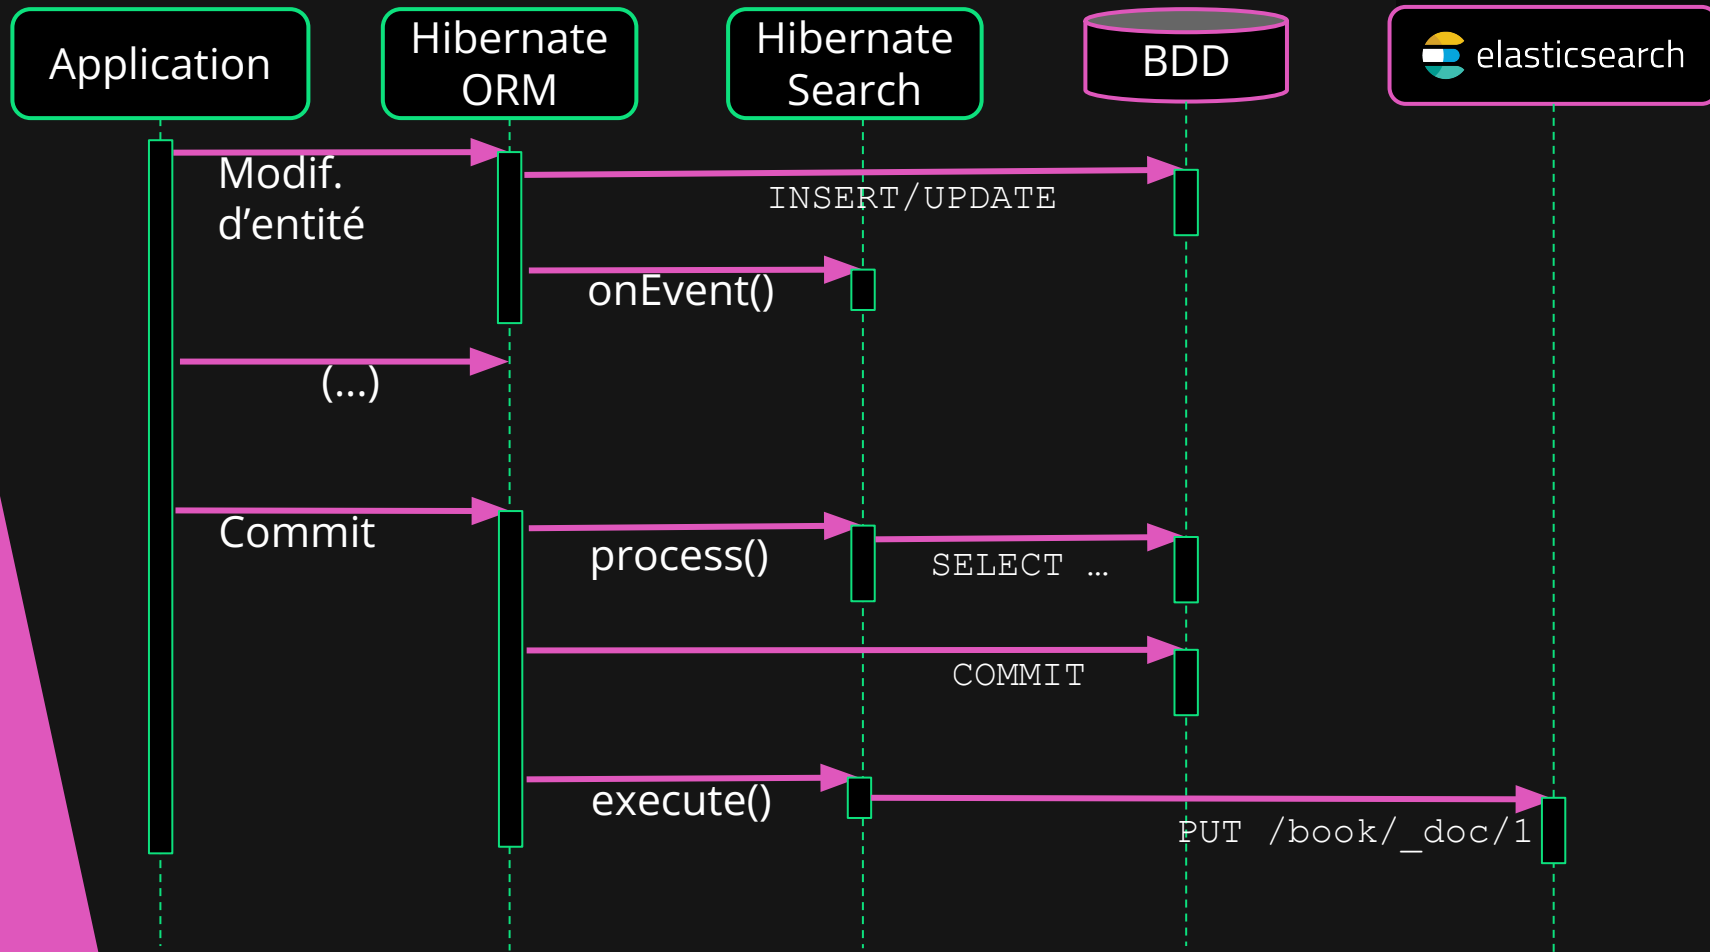 Application
Hibernate
ORM
Hibernate
Search
BDD
elasticsearch
Modif.
d’entité
INSERT/UPDATE
onEvent()
(...)
Commit
process()
SELECT …
COMMIT
execute()
PUT /book/_doc/1